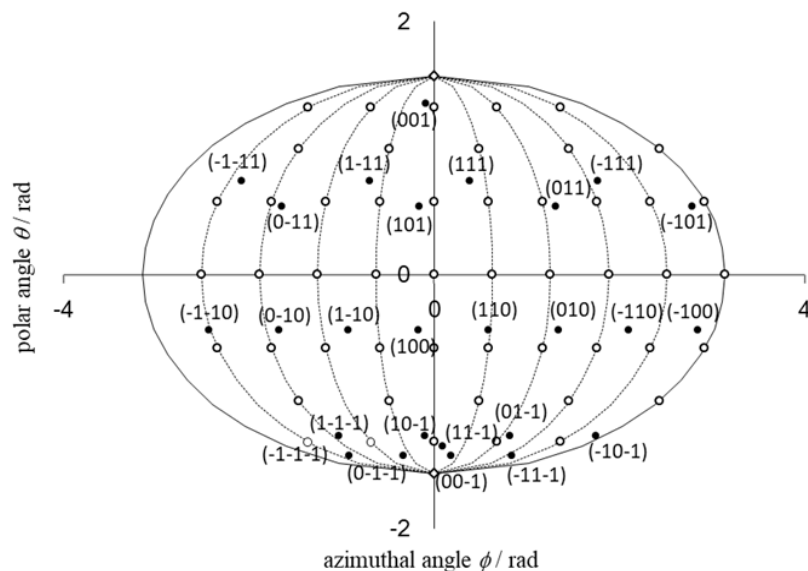 2
(001)
(-1-11) (1-11) (111) (-111)
(011)
(0-11) (101) (-101)
polar angle θ / rad
-4 0 0 4
(-1-10) (0-10) (1-10) (110) (010) (-110) (-100)
(100)
(1-1-1) (10-1) (01-1)
(11-1)
(-1-1-1) (-10-1)
(0-1-1) (00-1) (-11-1)
-2
azimuthal angle ϕ / rad